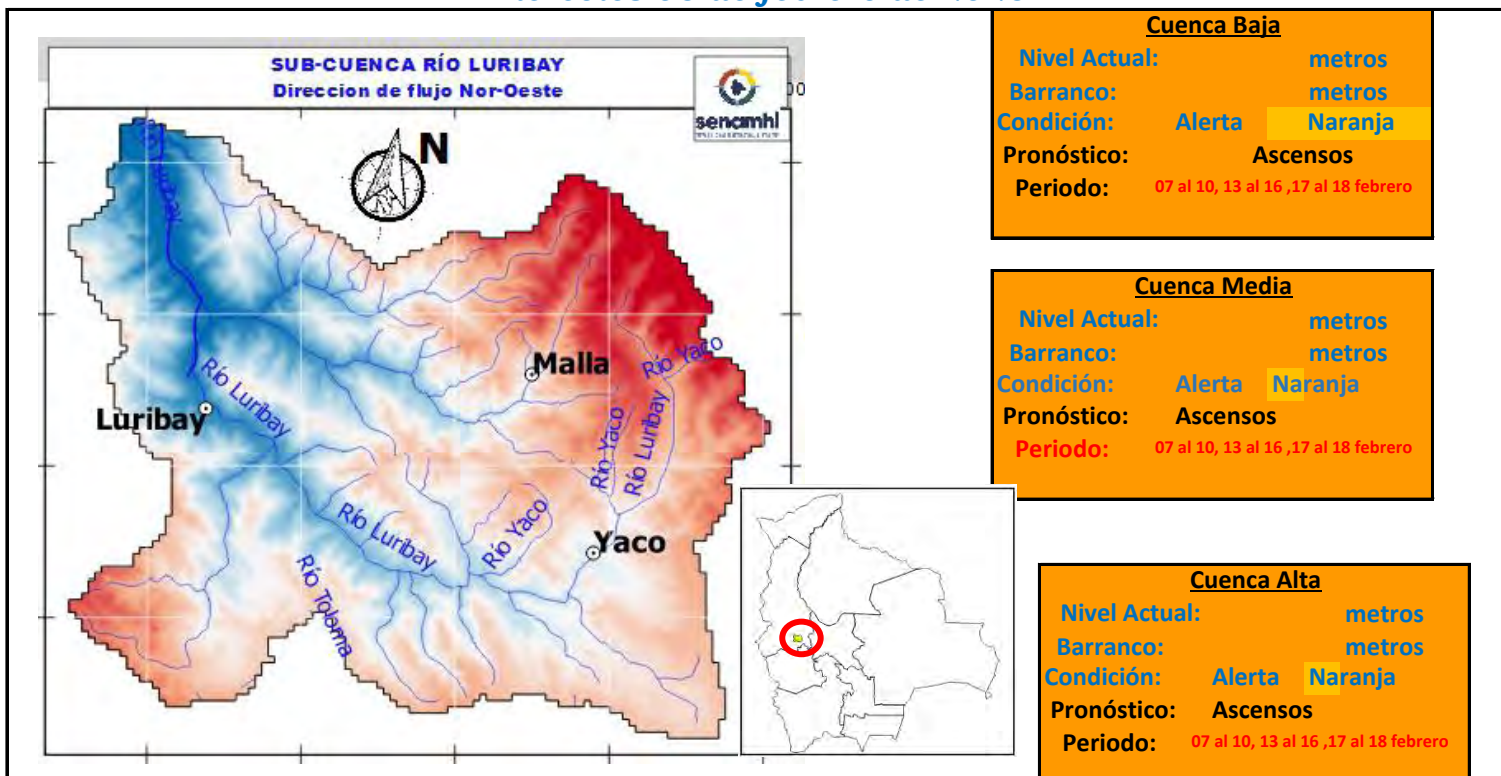 SUB-CUENCA RÍO LURIBAY
Direccion de flujo Nor-Oeste
senamhi
00
N
Luribay
Río Luribay
Malla
Río Yaco
Luribay
Río Yaco
Río Luribay
Río Luribay
Río Yaco
Yaco
Río Tolama
Cuenca Baja
Nivel Actual: metros
Barranco: metros
Condición: Alerta Naranja
Pronóstico: Ascensos
Periodo: 07 al 10, 13 al 16 ,17 al 18 febrero
Cuenca Media
Nivel Actual: metros
Barranco: metros
Condición: Alerta Naranja
Pronóstico: Ascensos
Periodo: 07 al 10, 13 al 16 ,17 al 18 febrero
Cuenca Alta
Nivel Actual: metros
Barranco: metros
Condición: Alerta Naranja
Pronóstico: Ascensos
Periodo: 07 al 10, 13 al 16 ,17 al 18 febrero